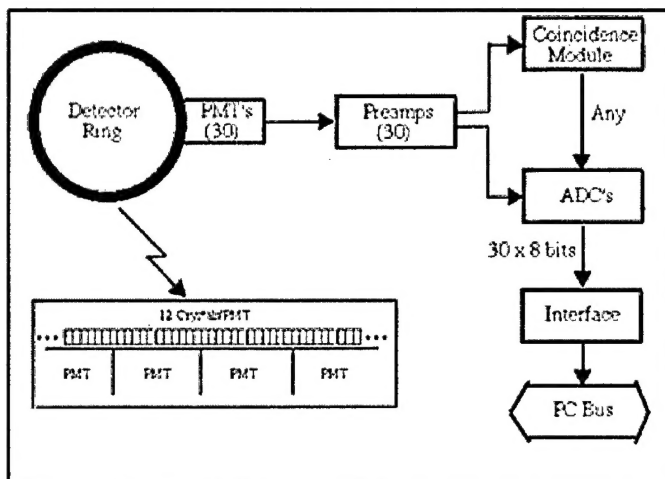 Detector
Ring
PMT's
(30)
Preamps
(30)
Coincidence
Module
Any
ADC's
30 x 8 bits
Interface
PC Bus
12 Crystals/PMT
PMT
PMT
PMT
PMT